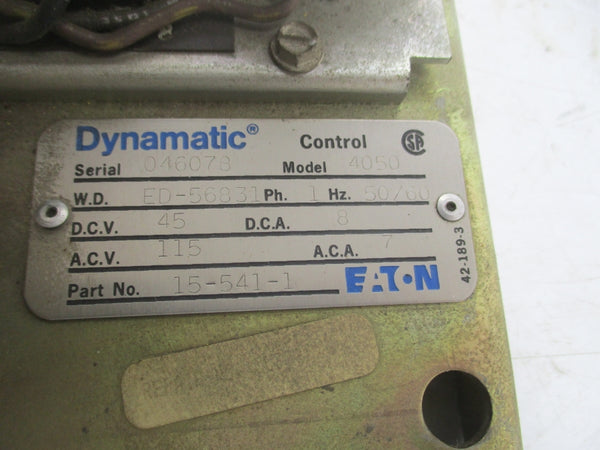 Dynamatic® Control SA
Serial 046078 Model 4050
W.D. ED-56831 Ph. 1 Hz. 50/60
D.C.V. 45 D.C.A. 8
A.C.V. 115 A.C.A. 7
Part No. 15-541-1 EATON
42-189-3